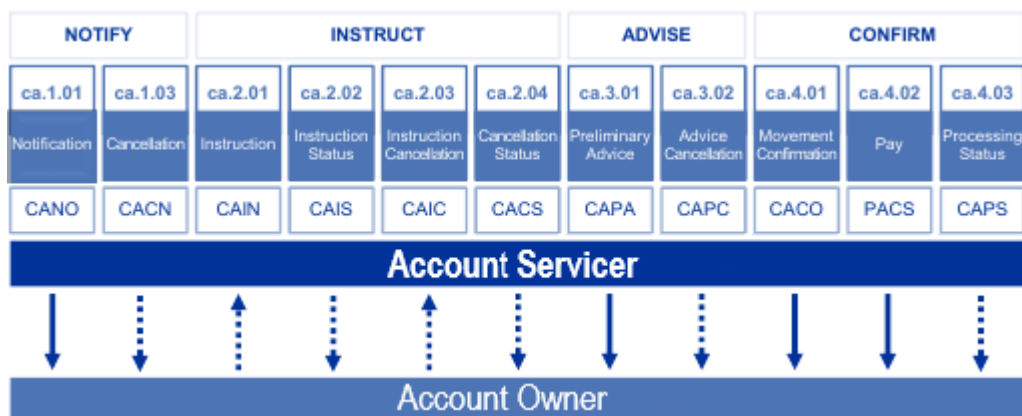 NOTIFY INSTRUCT ADVISE CONFIRM
ca.1.01 ca.1.03 ca.2.01 ca.2.02 ca.2.03 ca.2.04 ca.3.01 ca.3.02 ca.4.01 ca.4.02 ca.4.03
Notification Cancellation Instruction Instruction Status Instruction Cancellation Cancellation Status Preliminary Advice Advice Cancellation Movement Confirmation Pay Processing Status
CANO CACN CAIN CAIS CAIC CACS CAPA CAPC CACO PACS CAPS
Account Servicer
Account Owner